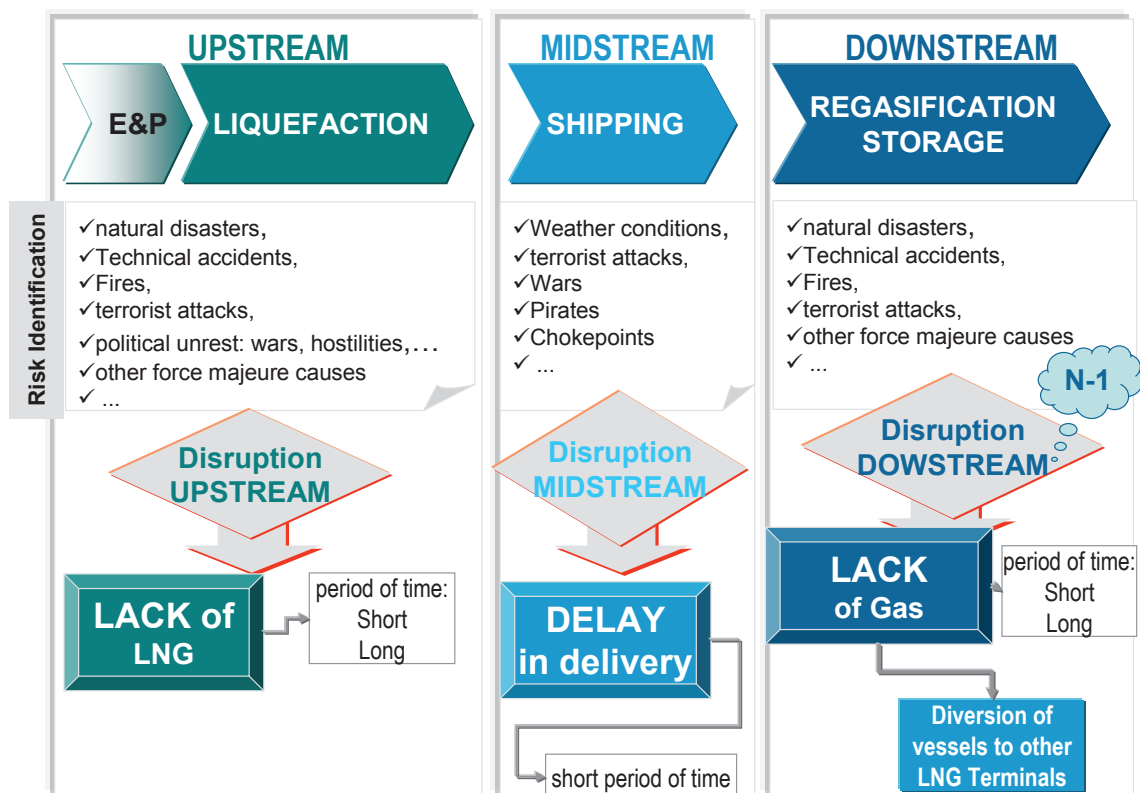 UPSTREAM
E&P
LIQUEFACTION
MIDSTREAM
SHIPPING
DOWNSTREAM
REGASIFICATION
STORAGE
Risk Identification
✓natural disasters,
✓Technical accidents,
✓Fires,
✓terrorist attacks,
✓political unrest: wars, hostilities,…
✓other force majeure causes
✓ ...
✓Weather conditions,
✓terrorist attacks,
✓Wars
✓Pirates
✓Chokepoints
✓ ...
✓natural disasters,
✓Technical accidents,
✓Fires,
✓terrorist attacks,
✓other force majeure causes
✓ ...
N-1
Disruption
UPSTREAM
Disruption
MIDSTREAM
Disruption
DOWSTREAM
LACK of
LNG
period of time:
Short
Long
DELAY
in delivery
short period of time
LACK
of Gas
period of time:
Short
Long
Diversion of
vessels to other
LNG Terminals